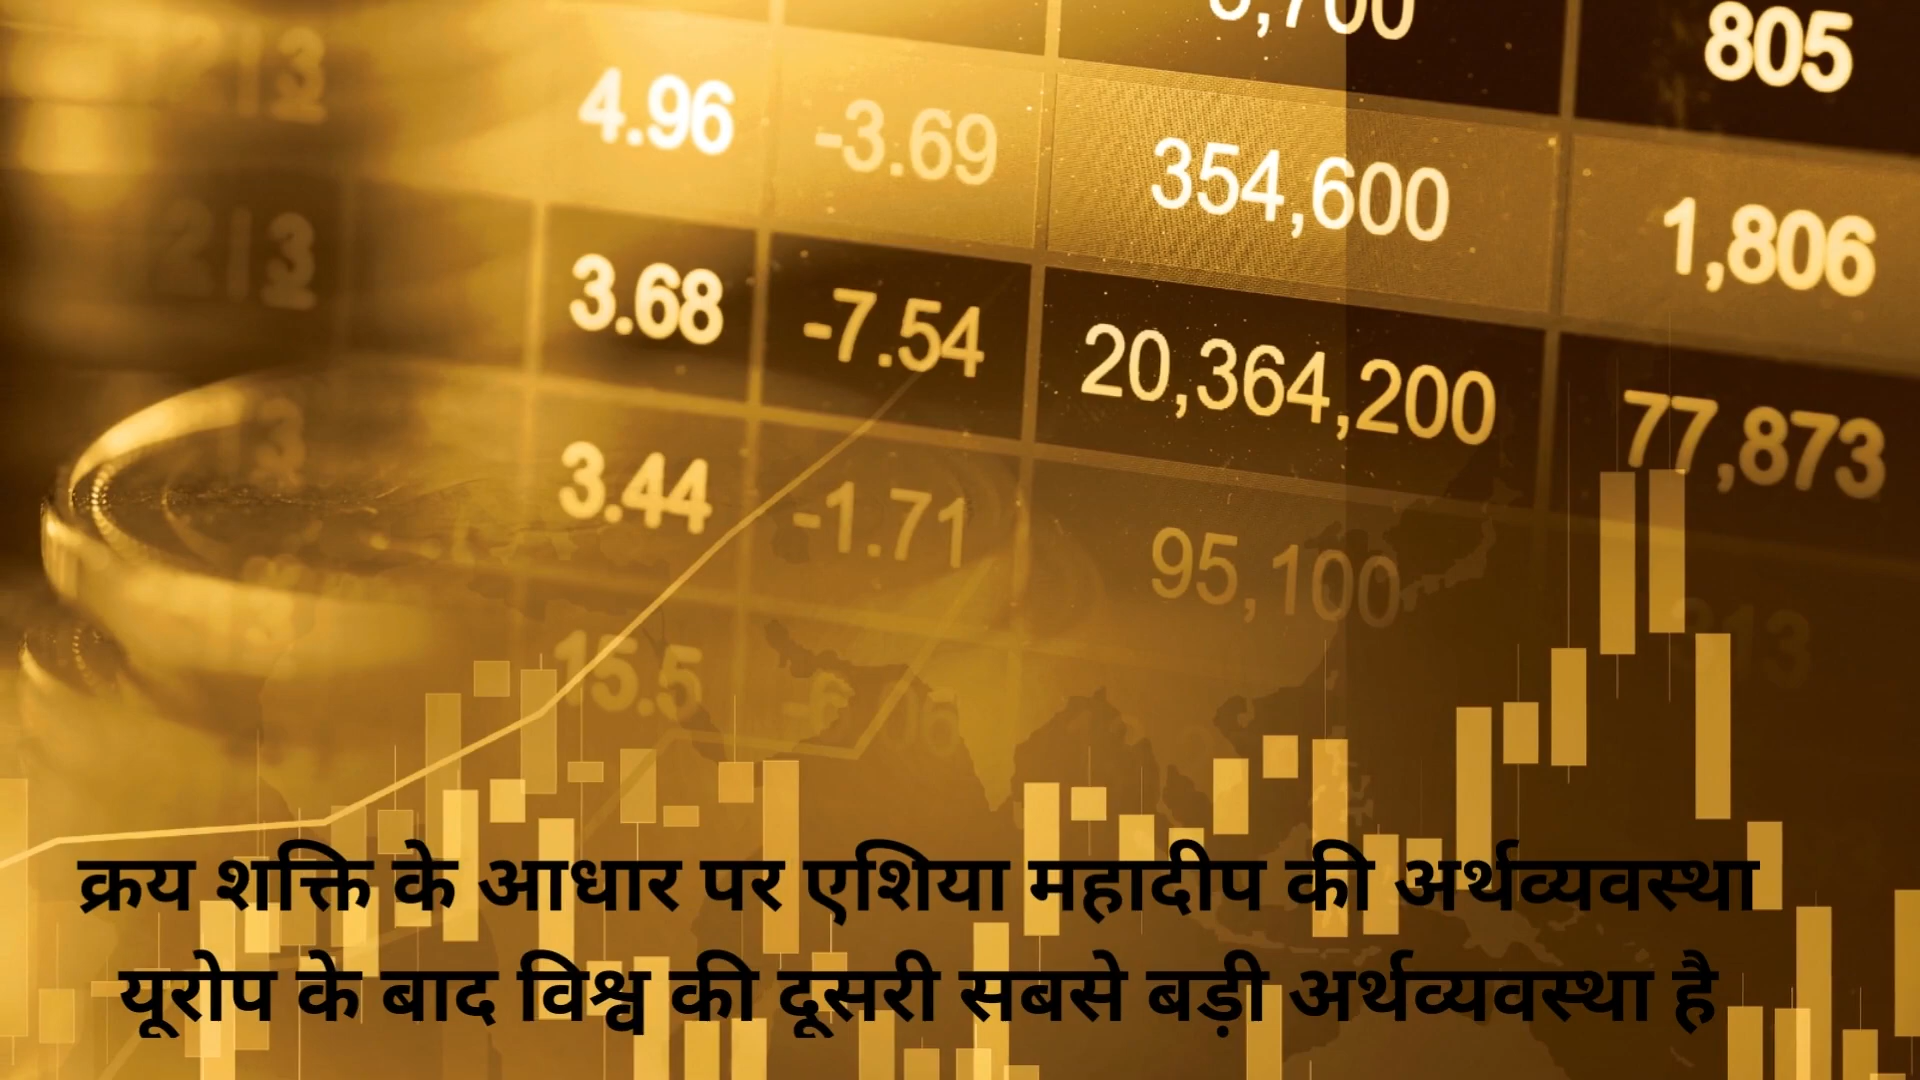 805
4.96 -3.69 354,600 1,806
3.68 -7.54 20,364,200 77,873
3.44 -1.71 95,100
15.5
क्रय शक्ति के आधार पर एशिया महादीप की अर्थव्यवस्था
यूरोप के बाद विश्व की दूसरी सबसे बड़ी अर्थव्यवस्था है